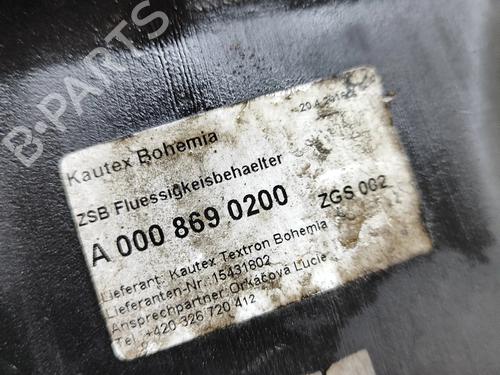 B-PARTS
Kautex Bohemia
ZSB Fluessigkeisbehaelter
A 000 869 0200
ZGS 002
Lieferant: Kautex Textron Bohemia
Lieferanten-Nr. 15431802
Ansprechpartner Orkáčová Lucie
Tel. +420 326 720 412